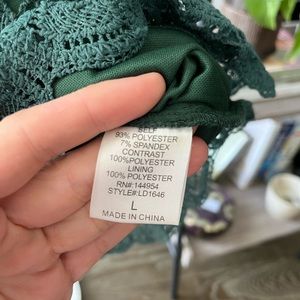 SELF
93% POLYESTER
7% SPANDEX
CONTRAST
100%POLYESTER
LINING
100% POLYESTER
RN#:144954
STYLE#:LD1646
L
MADE IN CHINA